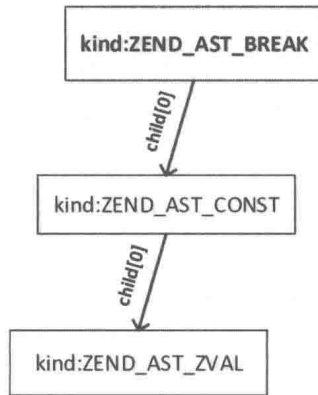 kind:ZEND_AST_BREAK
child[0]
kind:ZEND_AST_CONST
child[0]
kind:ZEND_AST_ZVAL